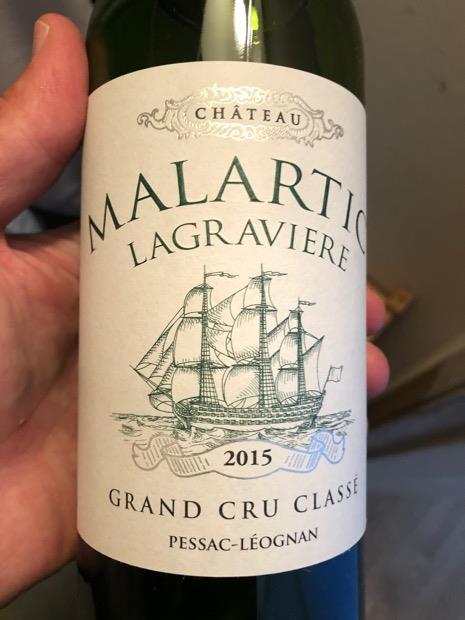 CHÂTEAU
MALARTIC
LAGRAVIERE
2015
GRAND CRU CLASSÉ
PESSAC-LÉOGNAN